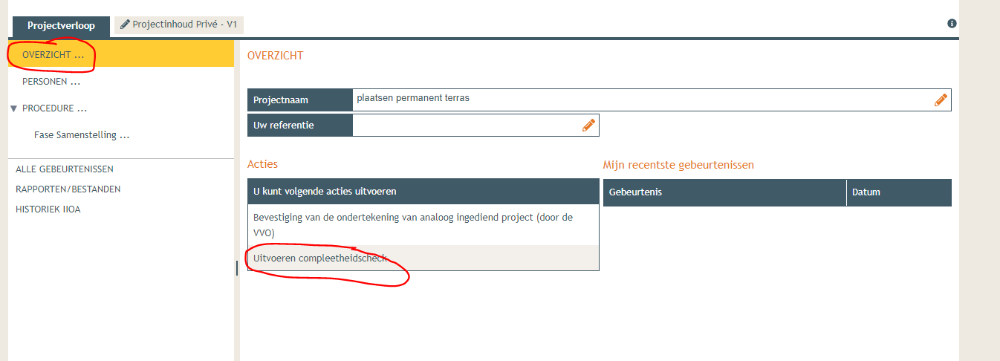 Projectverloop
Projectinhoud Privé - V1
OVERZICHT ...
PERSONEN ...
PROCEDURE ...
Fase Samenstelling ...
ALLE GEBEURTENISSEN
RAPPORTEN/BESTANDEN
HISTORIEK IIOA
OVERZICHT
Projectnaam
plaatsen permanent terras
Uw referentie
Acties
U kunt volgende acties uitvoeren
Bevestiging van de ondertekening van analoog ingediend project (door de
VVO)
Uitvoeren compleetheidscheck
Mijn recentste gebeurtenissen
Gebeurtenis
Datum